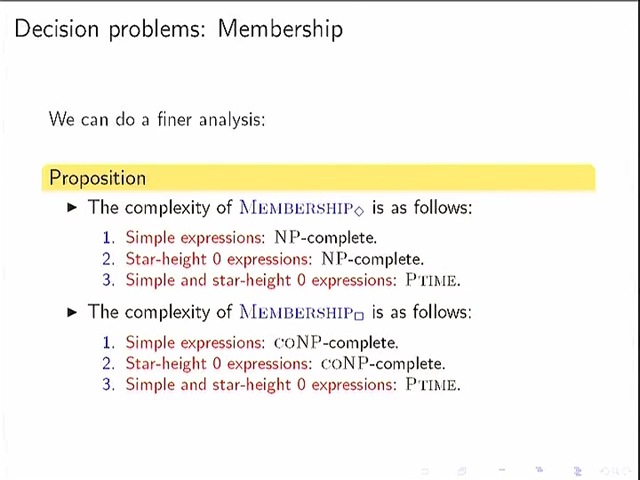 Decision problems: Membership
We can do a finer analysis:
Proposition
▶ The complexity of MEMBERSHIP◇ is as follows:
1. Simple expressions: NP-complete.
2. Star-height 0 expressions: NP-complete.
3. Simple and star-height 0 expressions: PTIME.
▶ The complexity of MEMBERSHIP□ is as follows:
1. Simple expressions: CONP-complete.
2. Star-height 0 expressions: CONP-complete.
3. Simple and star-height 0 expressions: PTIME.